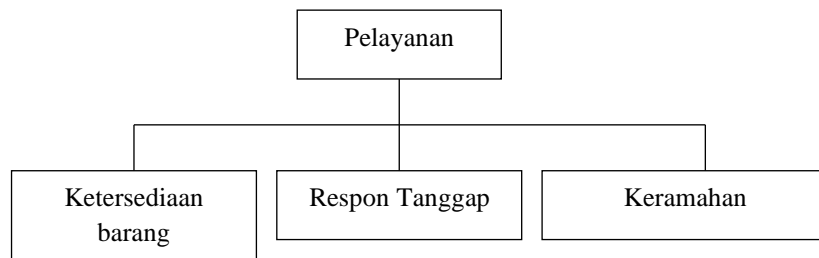 Pelayanan
Ketersediaan
barang
Respon Tanggap
Keramahan